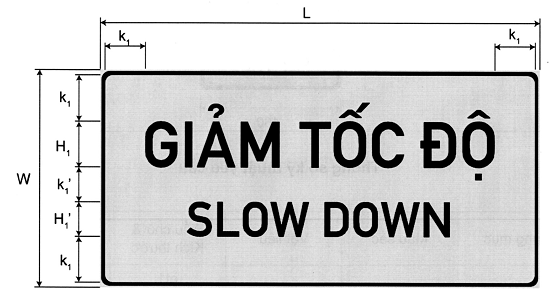 L
k₁ k₁
k₁
GIẢM TỐC ĐỘ
H₁
W
k₁'
SLOW DOWN
H₁'
k₁